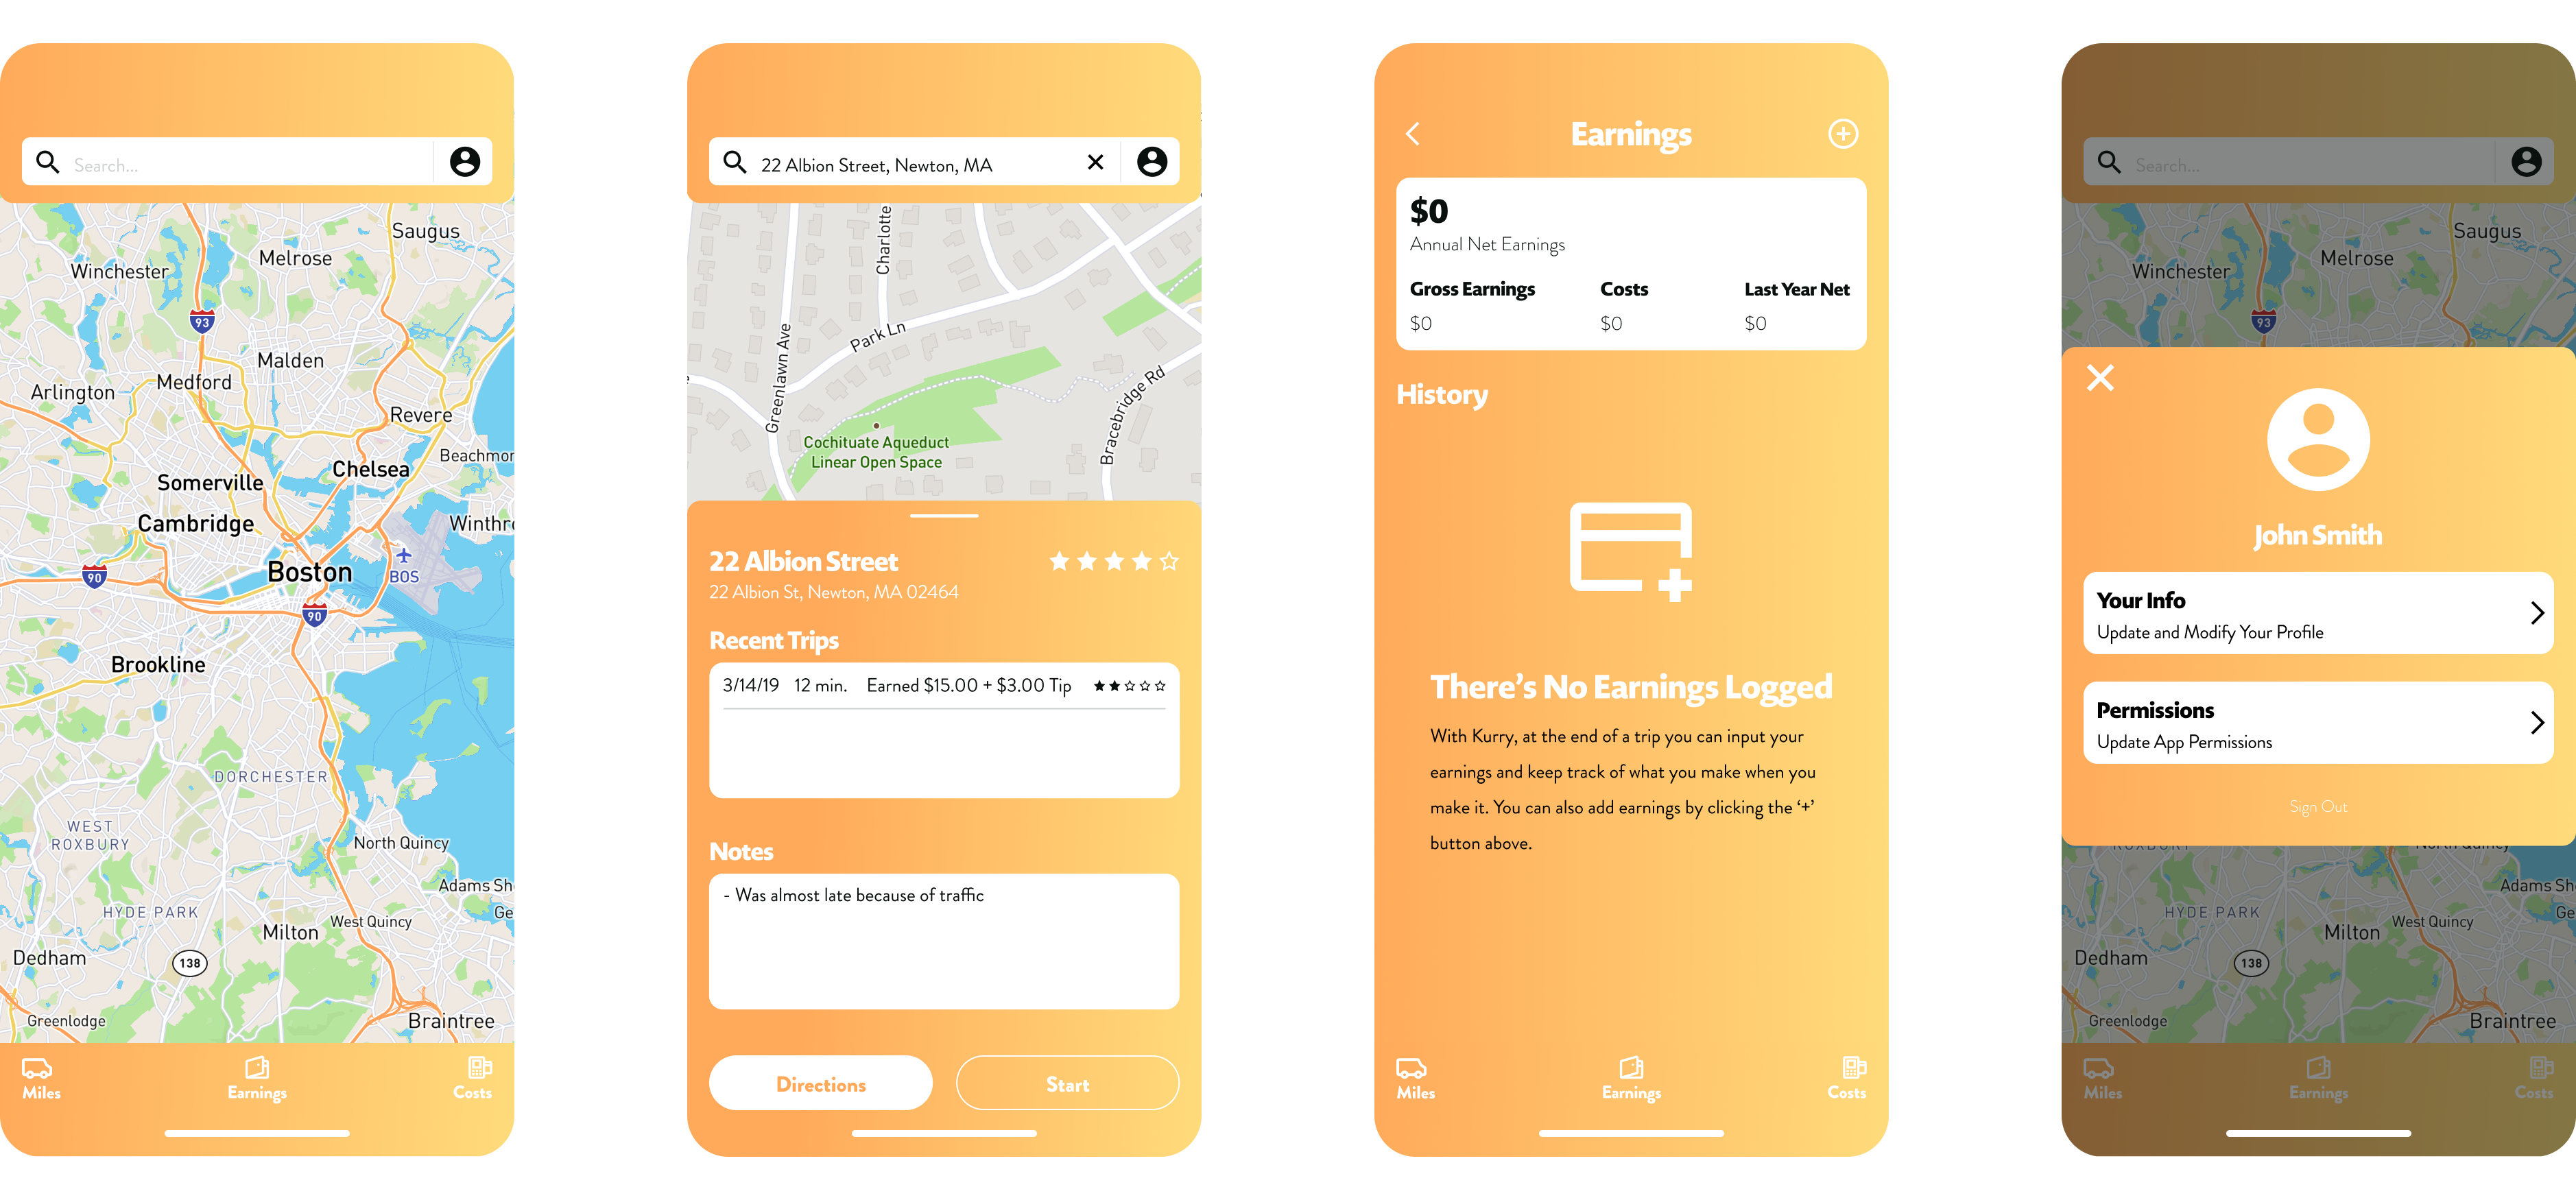 Search...
Saugus
Melrose
Winchester
93
Malden
Medford
Arlington
Revere
Beachmon
Chelsea
Somerville
Cambridge
Winthr
BOS
Boston
90
90
Brookline
DORCHESTER
WEST
ROXBURY
North Quincy
Adams Sh
Ge
HYDE PARK
West Quincy
Milton
Dedham
138
Greenlodge
Braintree
Miles
Earnings
Costs
22 Albion Street, Newton, MA
Charlotte
Park Ln
Greenlawn Ave
Bracebridge Rd
Cochituate Aqueduct
Linear Open Space
22 Albion Street
22 Albion St, Newton, MA 02464
Recent Trips
3/14/19 12 min. Earned $15.00 + $3.00 Tip
Notes
- Was almost late because of traffic
Directions
Start
Earnings
$0
Annual Net Earnings
Gross Earnings Costs Last Year Net
$0 $0 $0
History
There's No Earnings Logged
With Kurry, at the end of a trip you can input your
earnings and keep track of what you make when you
make it. You can also add earnings by clicking the ‘+’
button above.
Miles
Earnings
Costs
Search...
Saugus
Melrose
Winchester
93
John Smith
Your Info
Update and Modify Your Profile
Permissions
Update App Permissions
Sign Out
ROXBURY
North Quincy
Adams Sh
Ge
HYDE PARK
West Quincy
Milton
Dedham
138
Greenlodge
Braintree
Miles
Earnings
Costs